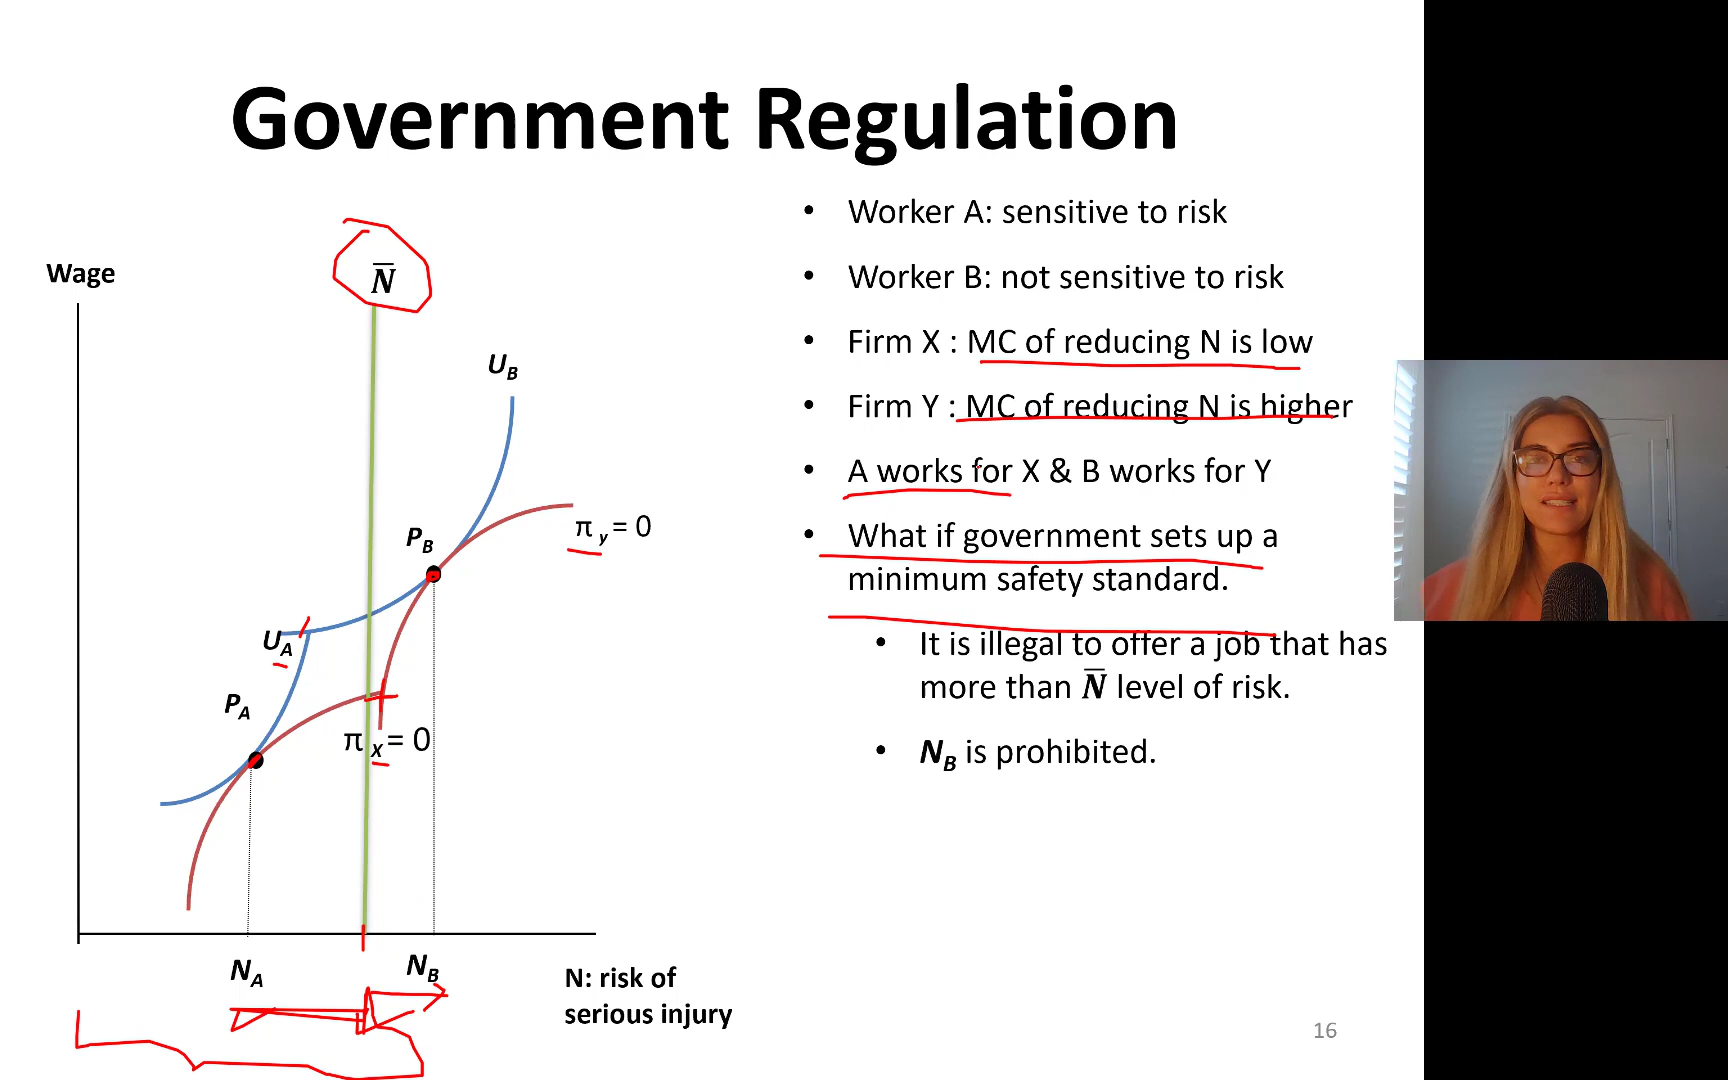 Government Regulation
Wage
N̅
U_B
P_B
π_y = 0
U_A
P_A
π_X = 0
N_A
N_B
N: risk of
serious injury
• Worker A: sensitive to risk
• Worker B: not sensitive to risk
• Firm X : MC of reducing N is low
• Firm Y : MC of reducing N is higher
• A works for X & B works for Y
• What if government sets up a
minimum safety standard.
• It is illegal to offer a job that has
more than N̅ level of risk.
• N_B is prohibited.
16